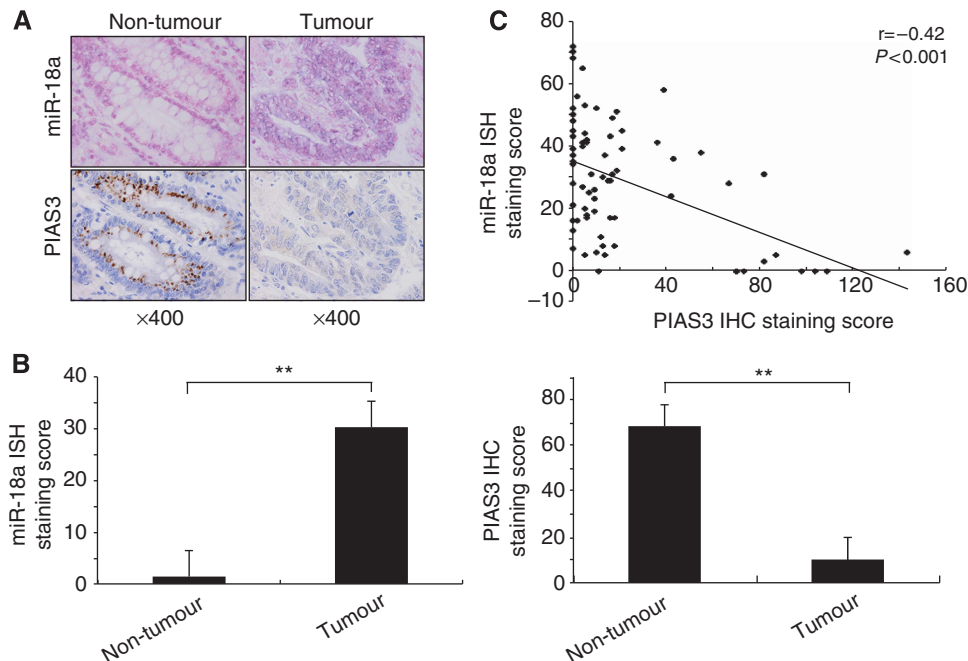 A
Non-tumour
Tumour
miR-18a
PIAS3
×400
×400
C
r=−0.42
P<0.001
miR-18a ISH
staining score
80
60
40
20
0
−10
0
40
80
120
160
PIAS3 IHC staining score
B
miR-18a ISH
staining score
40
30
20
10
0
**
Non-tumour
Tumour
PIAS3 IHC
staining score
80
60
40
20
0
**
Non-tumour
Tumour